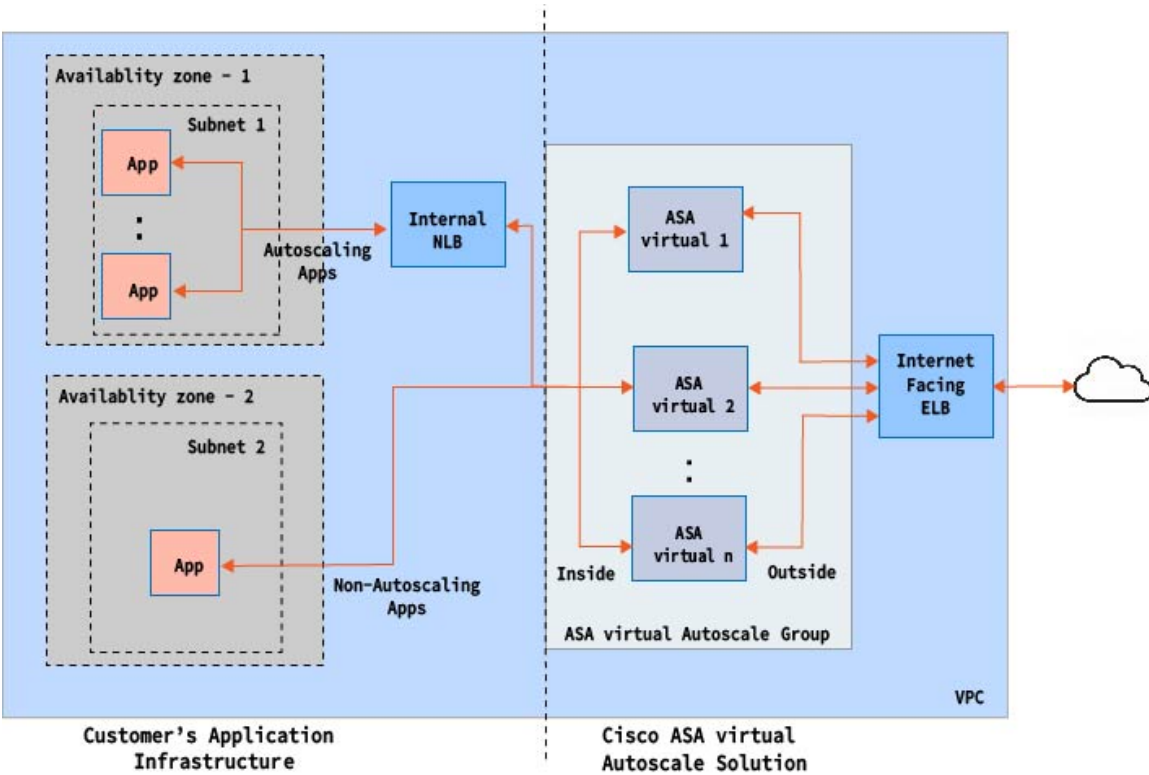 Availablity zone - 1
Subnet 1
App
:
App
Autoscaling
Apps
Internal
NLB
Availablity zone - 2
Subnet 2
App
Non-Autoscaling
Apps
ASA
virtual 1
ASA
virtual 2
:
ASA
virtual n
Inside
Outside
ASA virtual Autoscale Group
Internet
Facing
ELB
VPC
Customer's Application
Infrastructure
Cisco ASA virtual
Autoscale Solution